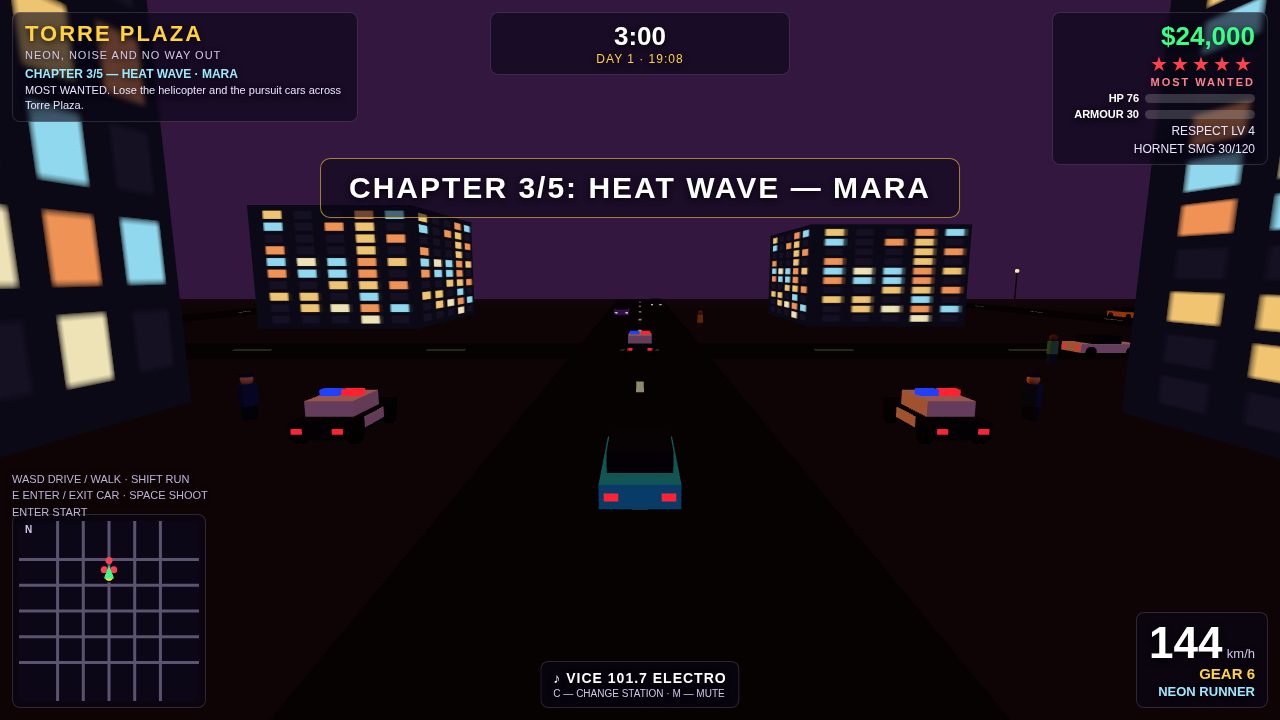 TORRE PLAZA
NEON, NOISE AND NO WAY OUT
CHAPTER 3/5 — HEAT WAVE · MARA
MOST WANTED. Lose the helicopter and the pursuit cars across
Torre Plaza.
3:00
DAY 1 · 19:08
$24,000
★★★★★
MOST WANTED
HP 76
ARMOUR 30
RESPECT LV 4
HORNET SMG 30/120
CHAPTER 3/5: HEAT WAVE — MARA
WASD DRIVE / WALK · SHIFT RUN
E ENTER / EXIT CAR · SPACE SHOOT
ENTER START
N
♪ VICE 101.7 ELECTRO
C — CHANGE STATION · M — MUTE
144 km/h
GEAR 6
NEON RUNNER